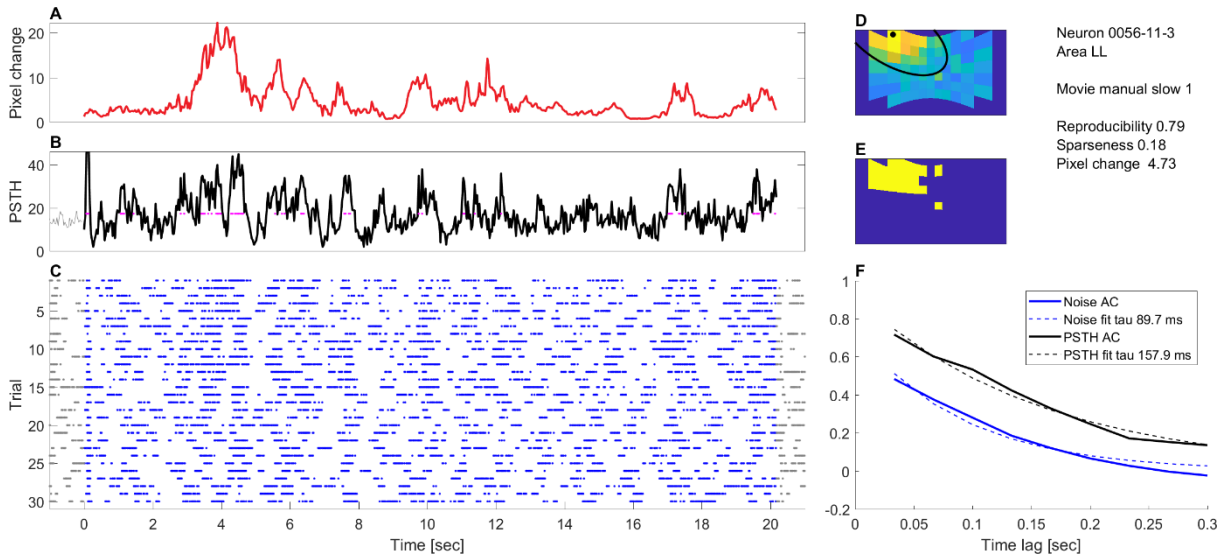 A
Pixel change
20
10
0
B
PSTH
40
20
0
C
Trial
5
10
15
20
25
30
0 2 4 6 8 10 12 14 16 18 20
Time [sec]
D
E
Neuron 0056-11-3
Area LL
Movie manual slow 1
Reproducibility 0.79
Sparseness 0.18
Pixel change 4.73
F
1
0.8
0.6
0.4
0.2
0
-0.2
Noise AC
Noise fit tau 89.7 ms
PSTH AC
PSTH fit tau 157.9 ms
0 0.05 0.1 0.15 0.2 0.25 0.3
Time lag [sec]